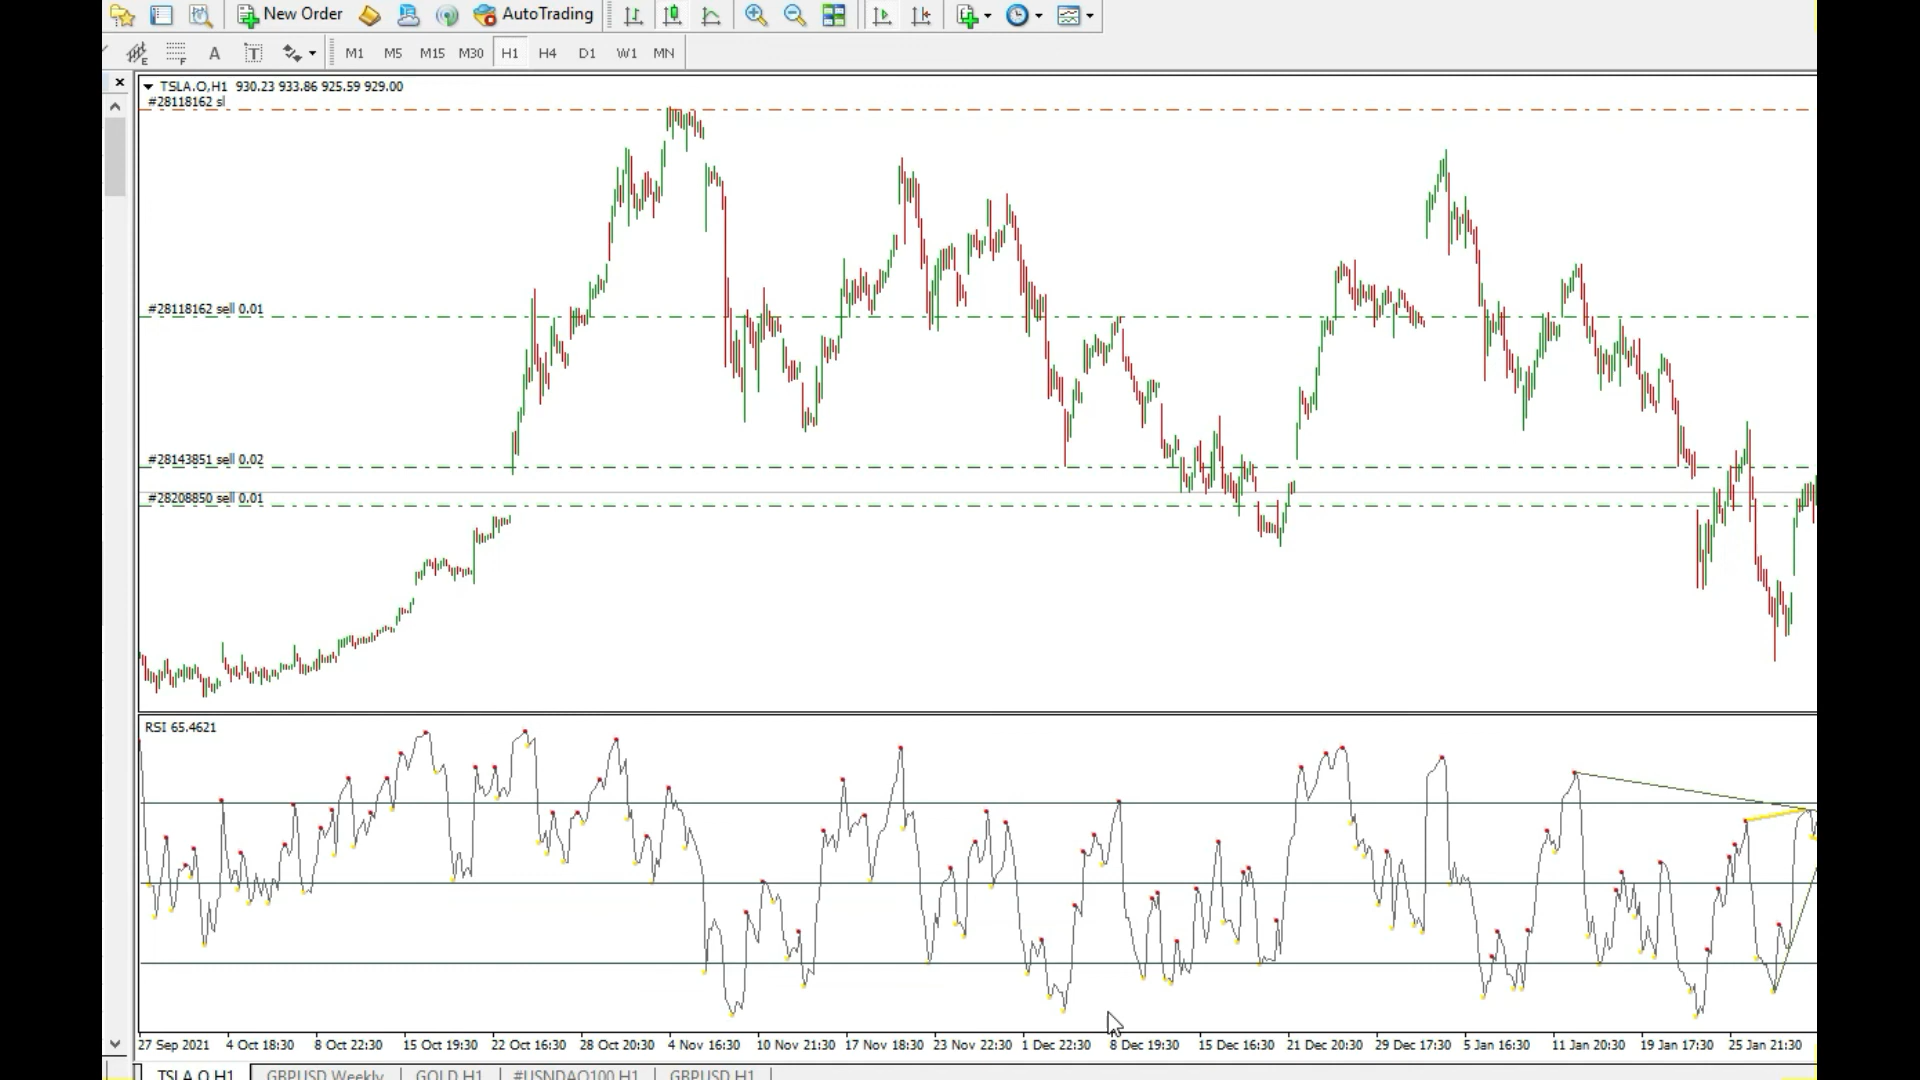 New Order AutoTrading
E F A T M1 M5 M15 M30 H1 H4 D1 W1 MN
TSLA.O,H1 930.23 933.86 925.59 929.00
#28118162 sl
#28118162 sell 0.01
#28143851 sell 0.02
#28208850 sell 0.01
RSI 65.4621
27 Sep 2021 4 Oct 18:30 8 Oct 22:30 15 Oct 19:30 22 Oct 16:30 28 Oct 20:30 4 Nov 16:30 10 Nov 21:30 17 Nov 18:30 23 Nov 22:30 1 Dec 22:30 8 Dec 19:30 15 Dec 16:30 21 Dec 20:30 29 Dec 17:30 5 Jan 16:30 11 Jan 20:30 19 Jan 17:30 25 Jan 21:30
TSLA.O,H1 GBPUSD,Weekly GOLD,H1 #USNDAQ100,H1 GBPUSD,H1